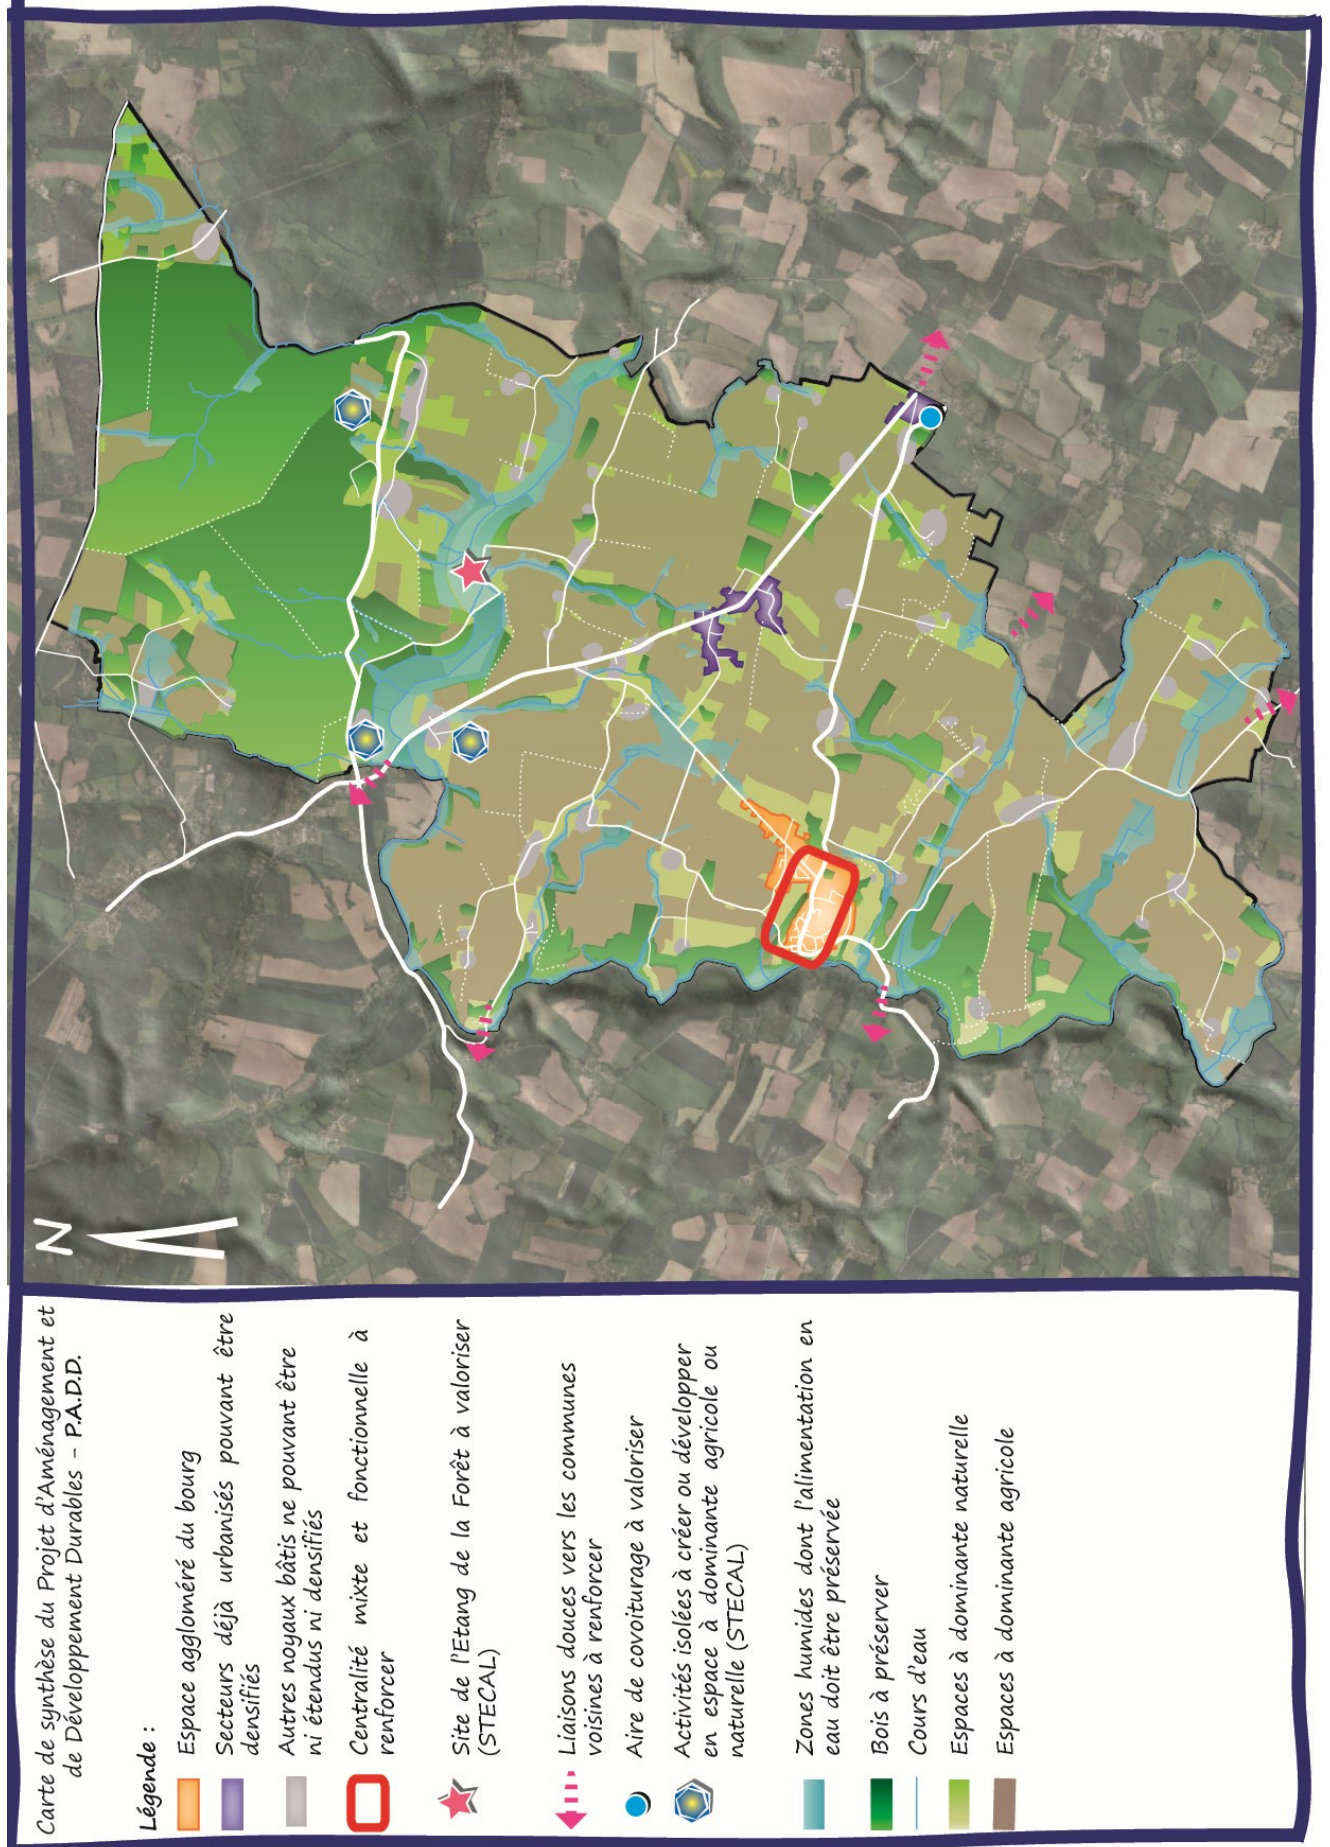 Carte de synthèse du Projet d'Aménagement et
de Développement Durables - P.A.D.D.
Légende :
Espace aggloméré du bourg
Secteurs déjà urbanisés pouvant être
densifiés
Autres noyaux bâtis ne pouvant être
ni étendus ni densifiés
Centralité mixte et fonctionnelle à
renforcer
Site de l'Etang de la Forêt à valoriser
(STECAL)
Liaisons douces vers les communes
voisines à renforcer
Aire de covoiturage à valoriser
Activités isolées à créer ou développer
en espace à dominante agricole ou
naturelle (STECAL)
Zones humides dont l'alimentation en
eau doit être préservée
Bois à préserver
Cours d'eau
Espaces à dominante naturelle
Espaces à dominante agricole
N